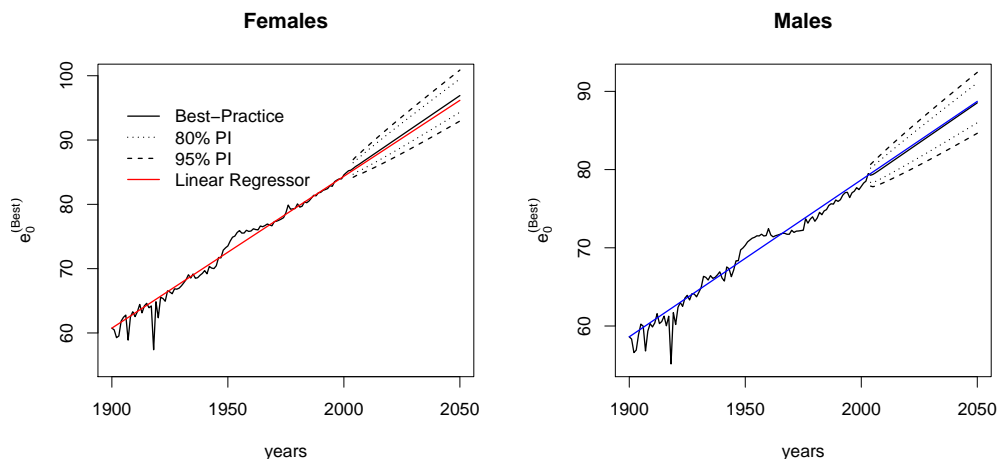 Females
100
90
80
70
60
e₀^(Best)
Best−Practice
80% PI
95% PI
Linear Regressor
1900 1950 2000 2050
years
Males
90
80
70
60
e₀^(Best)
1900 1950 2000 2050
years